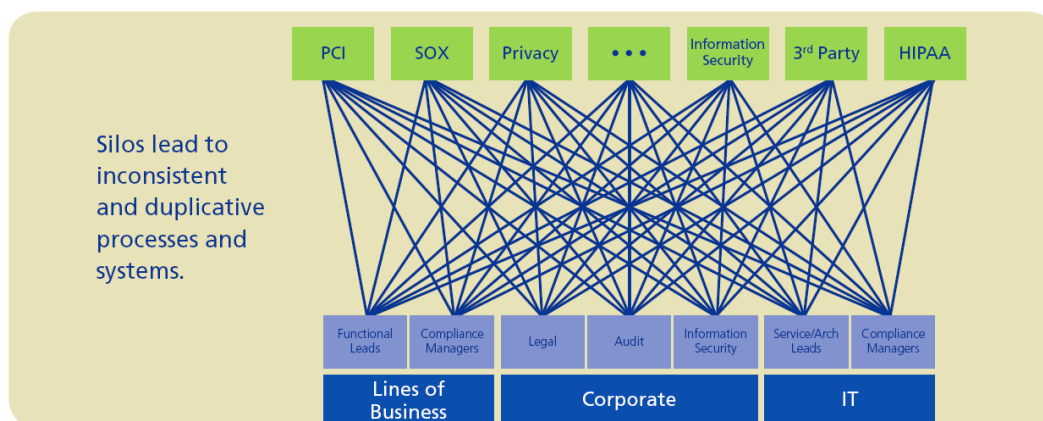 PCI
SOX
Privacy
•••
Information
Security
3rd Party
HIPAA
Silos lead to
inconsistent
and duplicative
processes and
systems.
Functional
Leads
Compliance
Managers
Legal
Audit
Information
Security
Service/Arch
Leads
Compliance
Managers
Lines of
Business
Corporate
IT